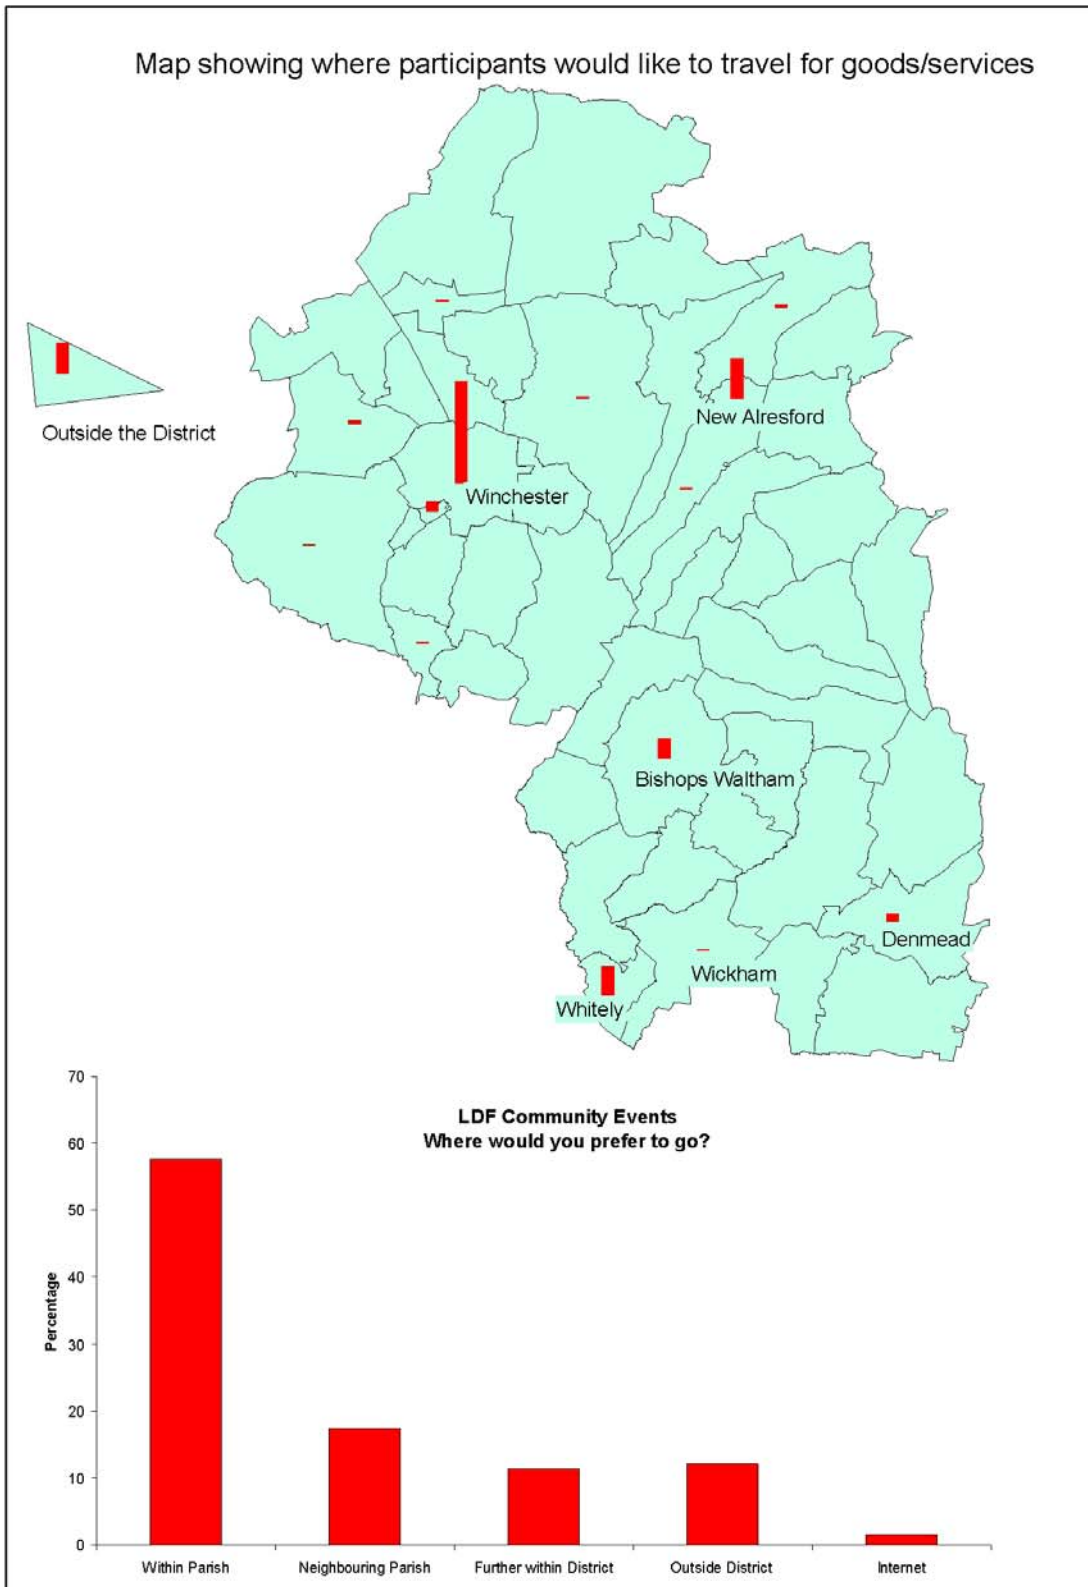 Map showing where participants would like to travel for goods/services
Outside the District
New Alresford
Winchester
Bishops Waltham
Denmead
Wickham
Whitely
LDF Community Events
Where would you prefer to go?
Percentage
70
60
50
40
30
20
10
0
Within Parish
Neighbouring Parish
Further within District
Outside District
Internet